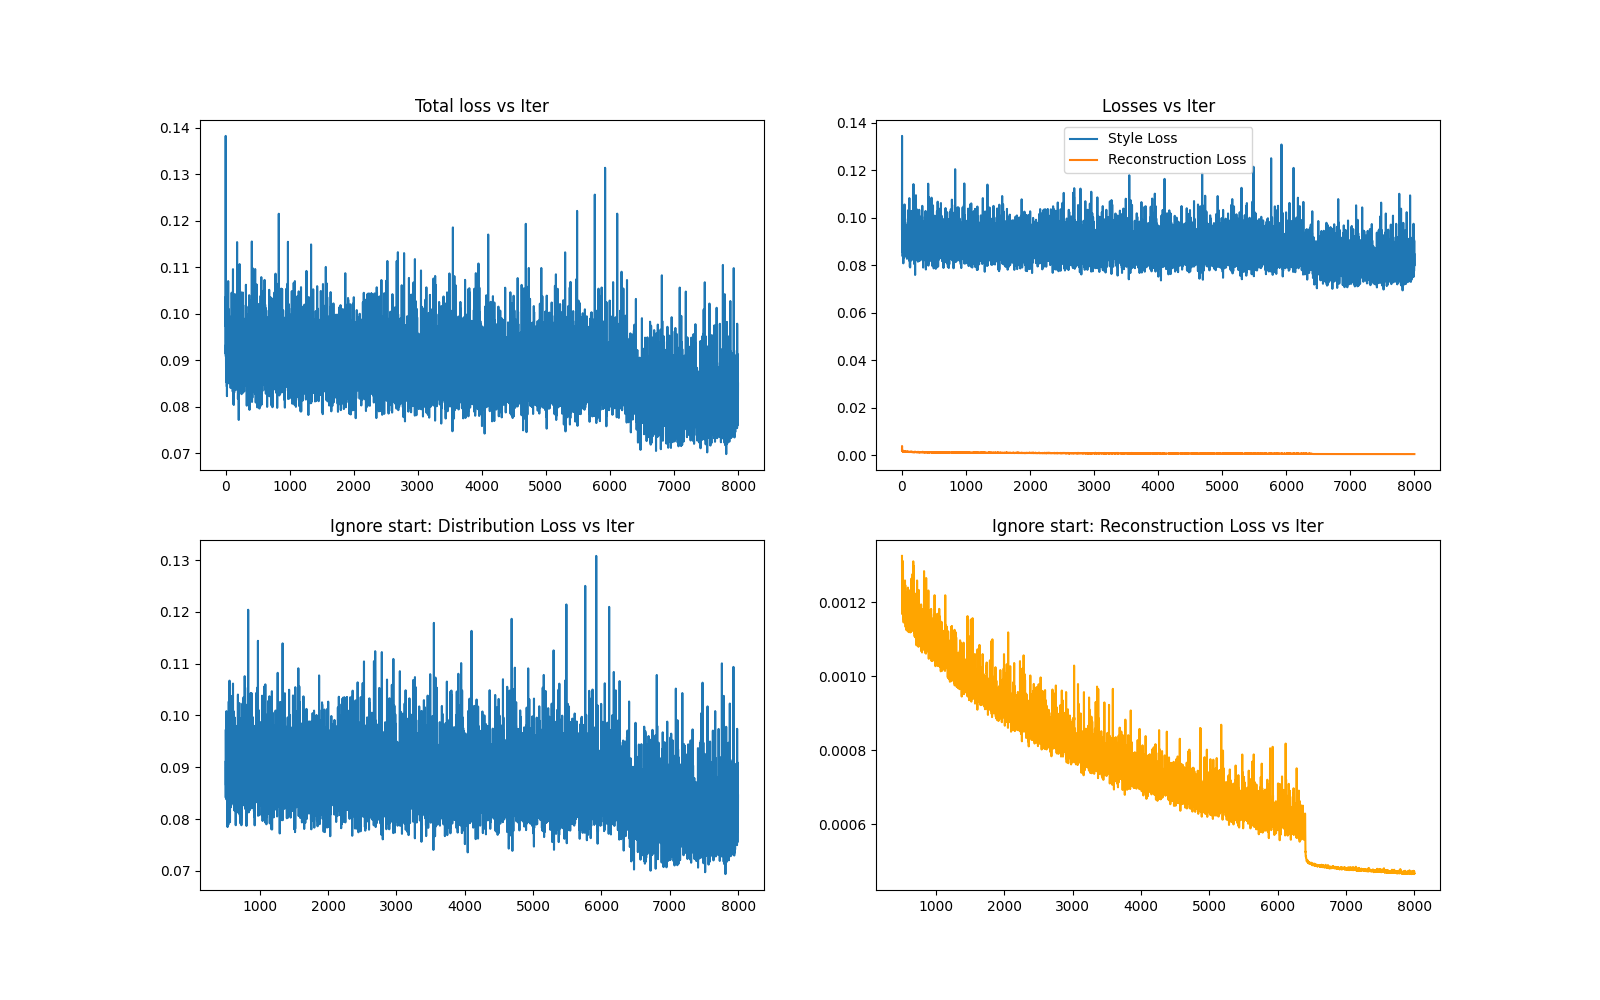 Total loss vs Iter
0.14
0.13
0.12
0.11
0.10
0.09
0.08
0.07
0 1000 2000 3000 4000 5000 6000 7000 8000
Losses vs Iter
Style Loss
Reconstruction Loss
0.14
0.12
0.10
0.08
0.06
0.04
0.02
0.00
0 1000 2000 3000 4000 5000 6000 7000 8000
Ignore start: Distribution Loss vs Iter
0.13
0.12
0.11
0.10
0.09
0.08
0.07
1000 2000 3000 4000 5000 6000 7000 8000
Ignore start: Reconstruction Loss vs Iter
0.0012
0.0010
0.0008
0.0006
1000 2000 3000 4000 5000 6000 7000 8000